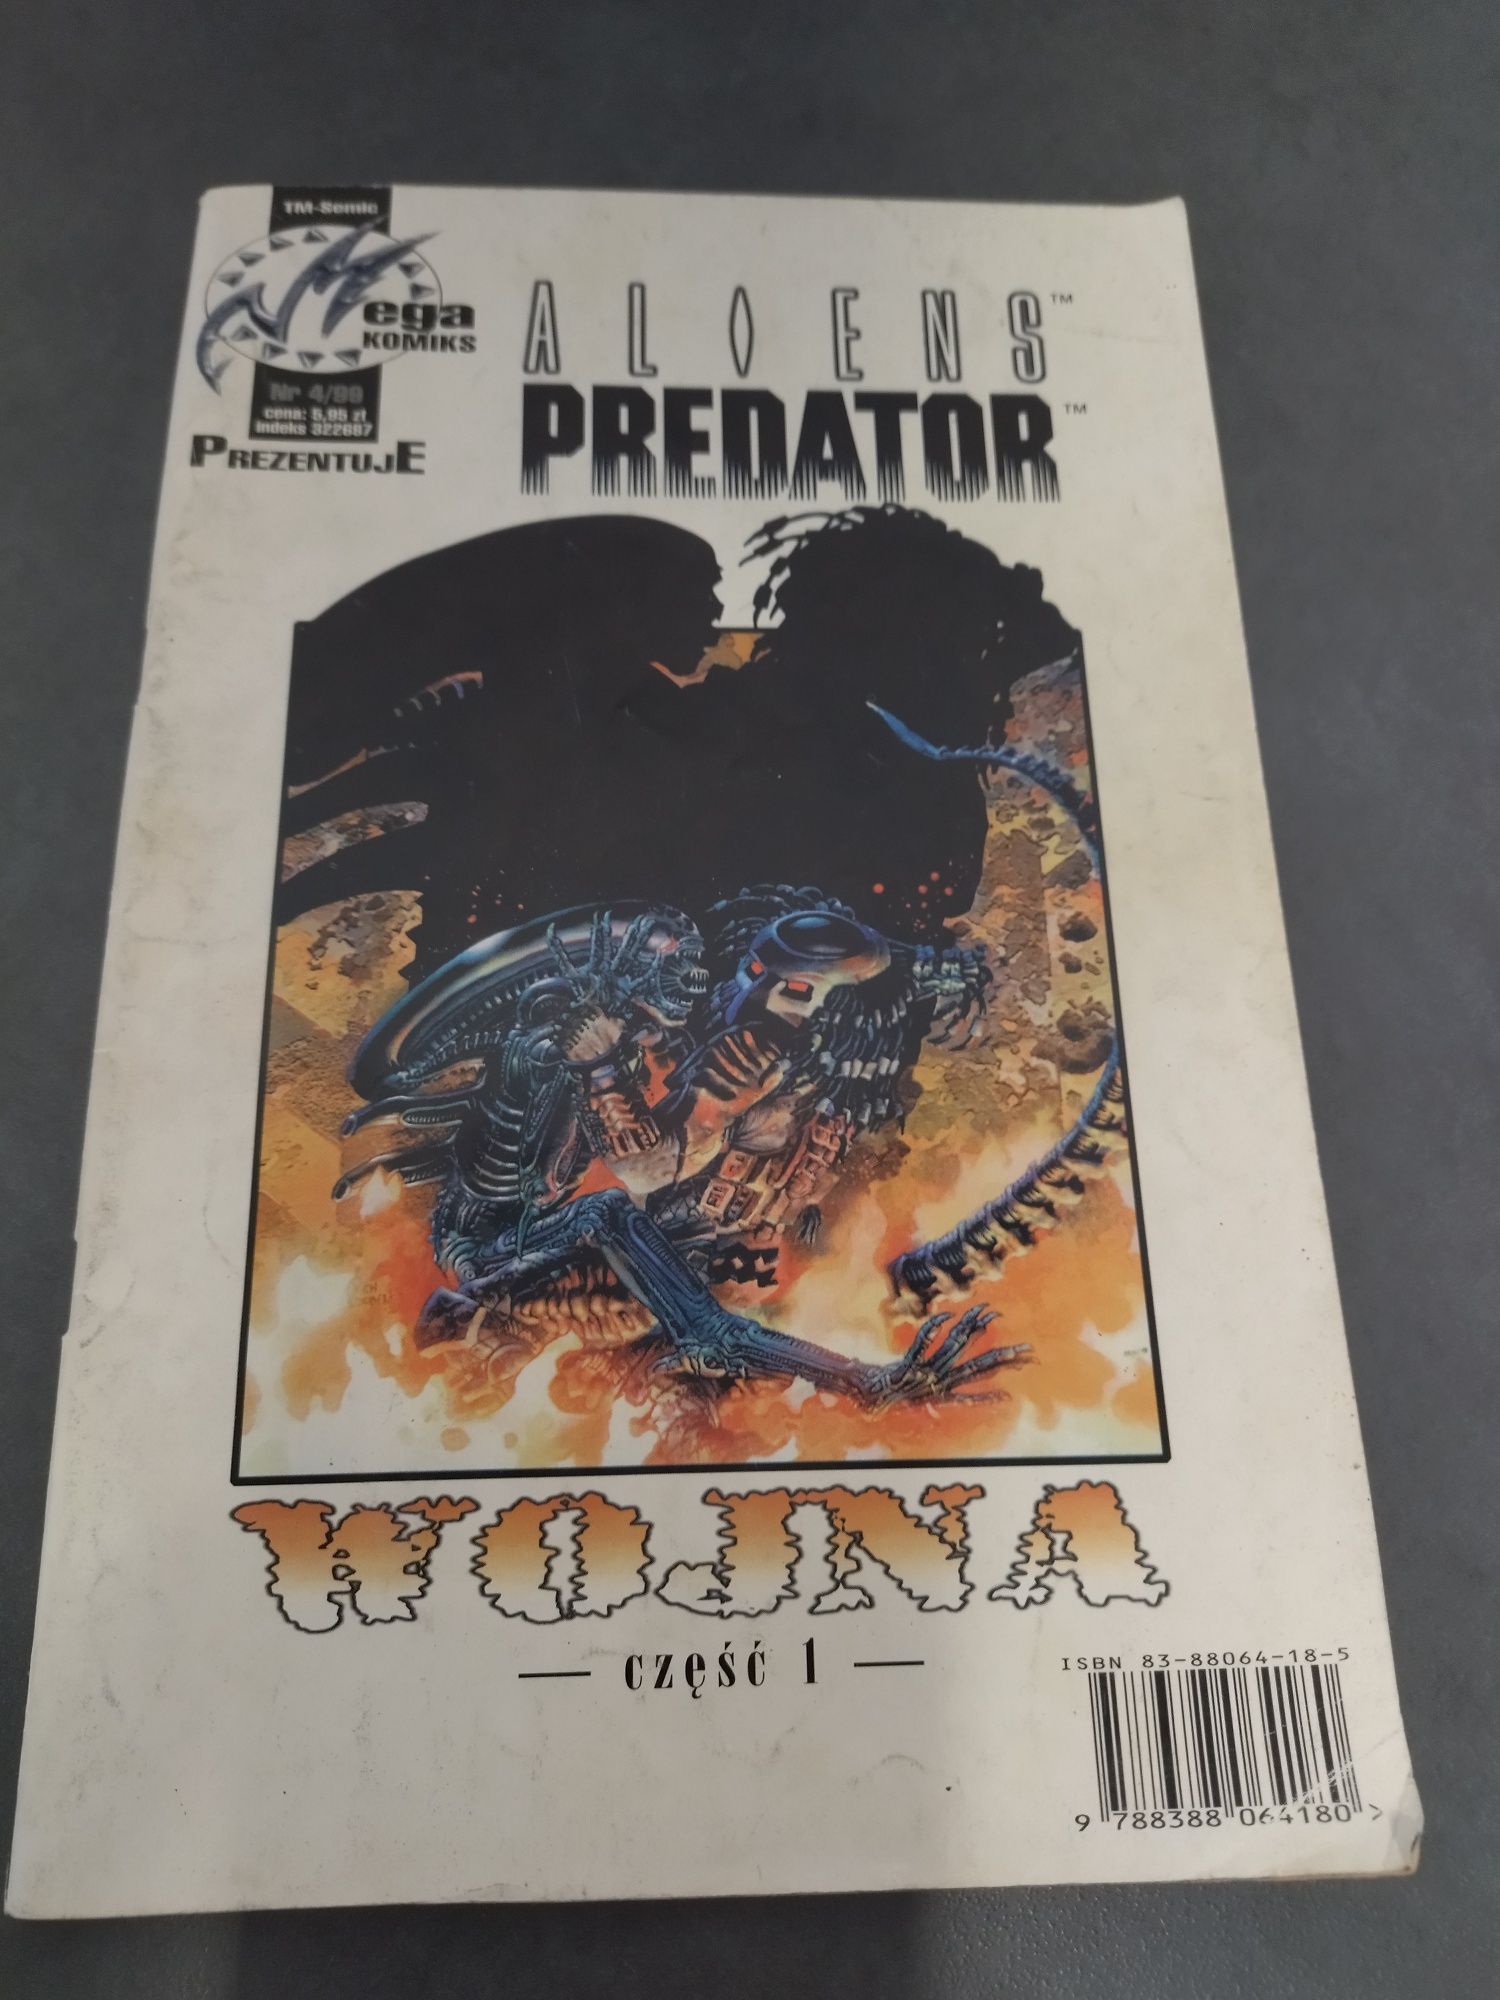 TM-Semic
Mega
KOMIKS
Nr 4/99
cena: 5,95 zł
indeks 322687
PREZENTUJE
ALIENS™
PREDATOR™
WOJNA
— część 1 —
ISBN 83-88064-18-5
9 788388 064180 >